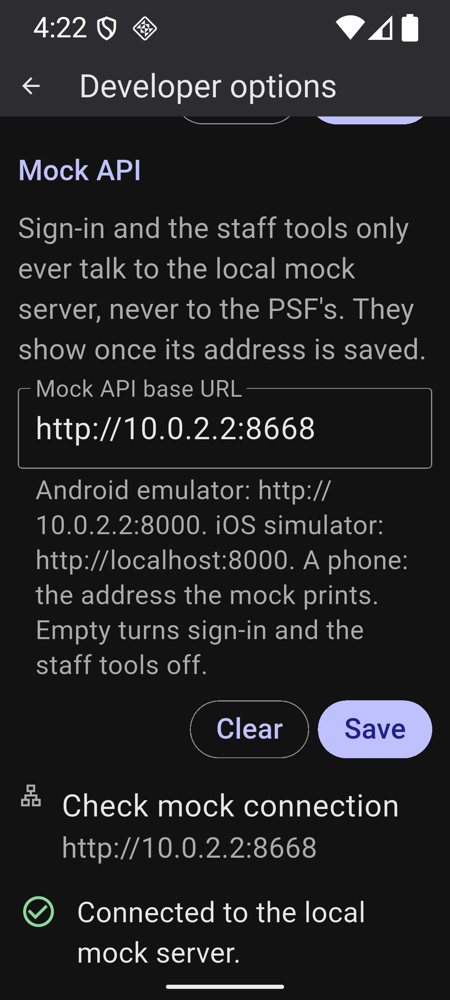 4:22
Developer options
Mock API
Sign-in and the staff tools only
ever talk to the local mock
server, never to the PSF's. They
show once its address is saved.
Mock API base URL
http://10.0.2.2:8668
Android emulator: http://
10.0.2.2:8000. iOS simulator:
http://localhost:8000. A phone:
the address the mock prints.
Empty turns sign-in and the
staff tools off.
Clear
Save
Check mock connection
http://10.0.2.2:8668
Connected to the local
mock server.